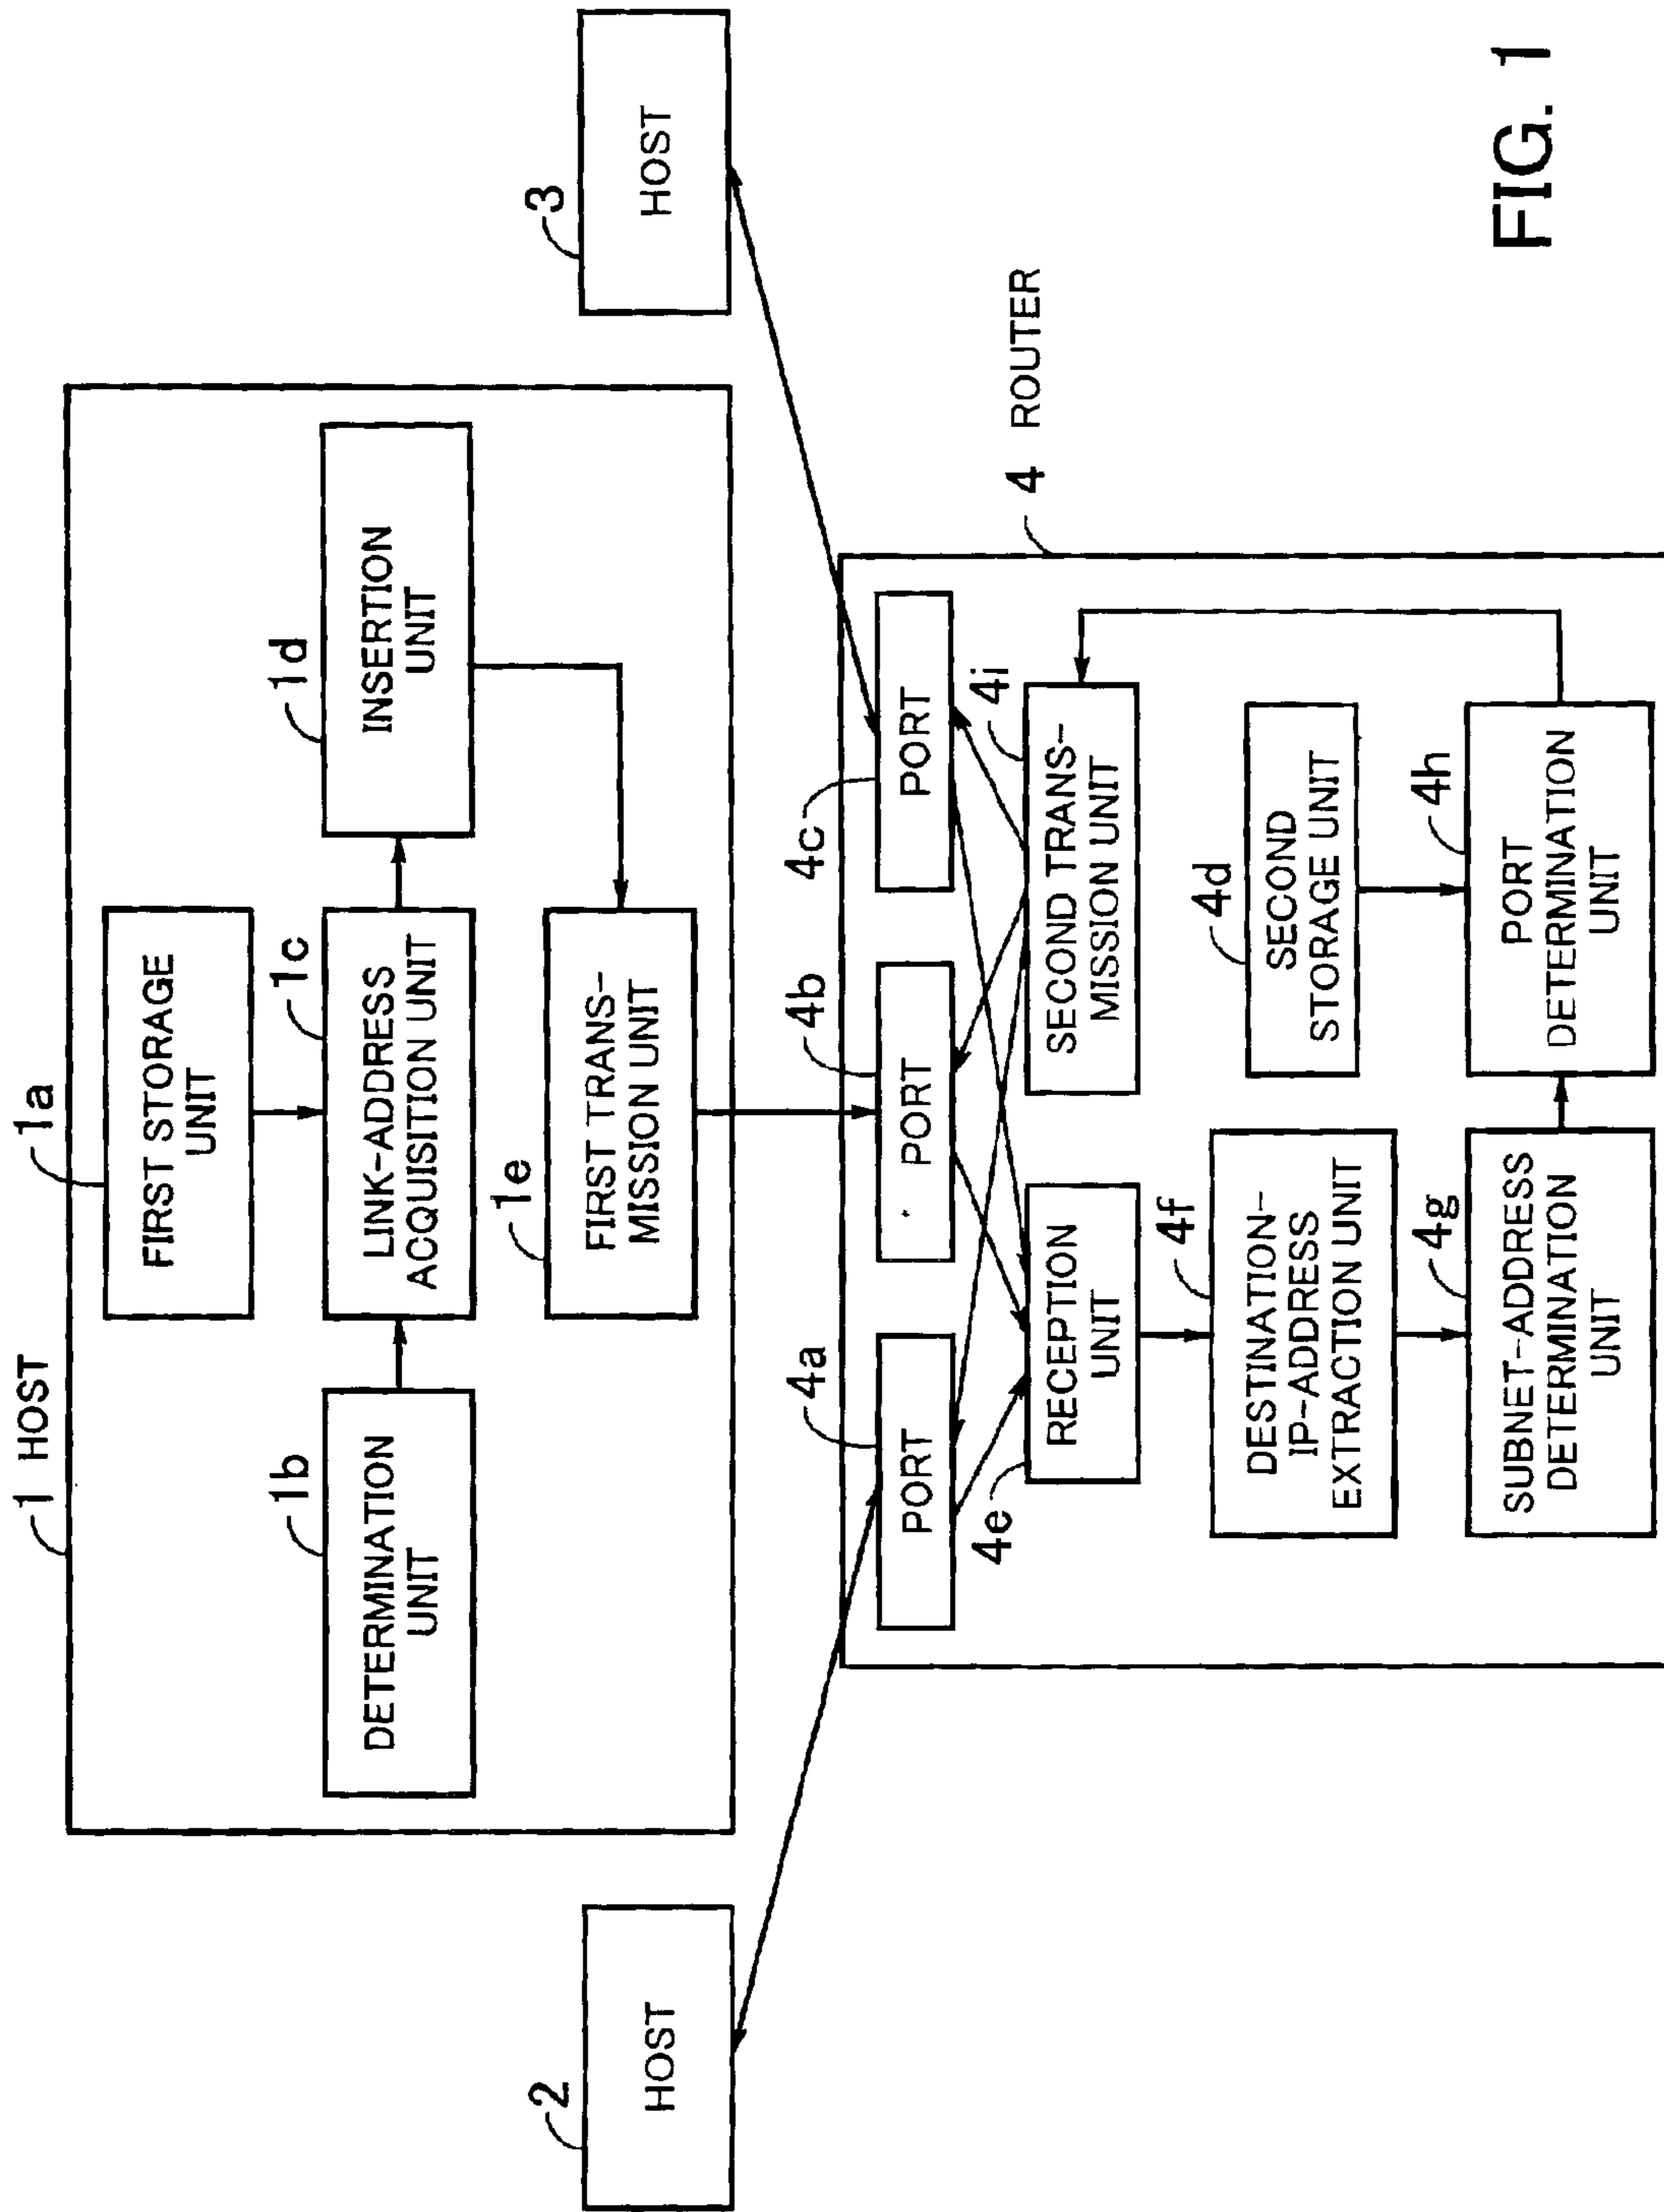 1 HOST
1a
FIRST STORAGE
UNIT
1b
DETERMINATION
UNIT
1c
LINK-ADDRESS
ACQUISITION UNIT
1d
INSERTION
UNIT
1e
FIRST TRANS-
MISSION UNIT
2
HOST
3
HOST
4 ROUTER
4a
PORT
4b
PORT
4c
PORT
4e
RECEPTION
UNIT
4i
SECOND TRANS-
MISSION UNIT
4f
DESTINATION-
IP-ADDRESS
EXTRACTION UNIT
4d
SECOND
STORAGE UNIT
4g
SUBNET-ADDRESS
DETERMINATION
UNIT
4h
PORT
DETERMINATION
UNIT
FIG. 1